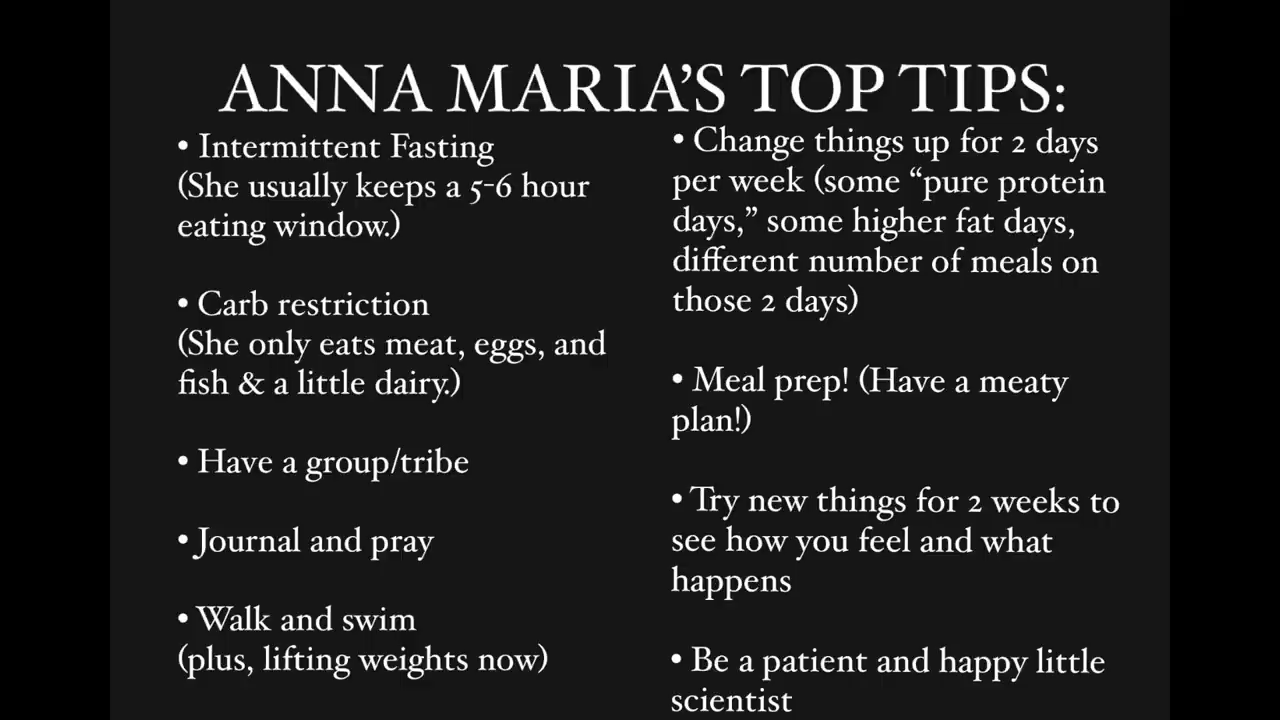 ANNA MARIA’S TOP TIPS:
• Intermittent Fasting
(She usually keeps a 5-6 hour
eating window.)
• Carb restriction
(She only eats meat, eggs, and
fish & a little dairy.)
• Have a group/tribe
• Journal and pray
• Walk and swim
(plus, lifting weights now)
• Change things up for 2 days
per week (some “pure protein
days,” some higher fat days,
different number of meals on
those 2 days)
• Meal prep! (Have a meaty
plan!)
• Try new things for 2 weeks to
see how you feel and what
happens
• Be a patient and happy little
scientist